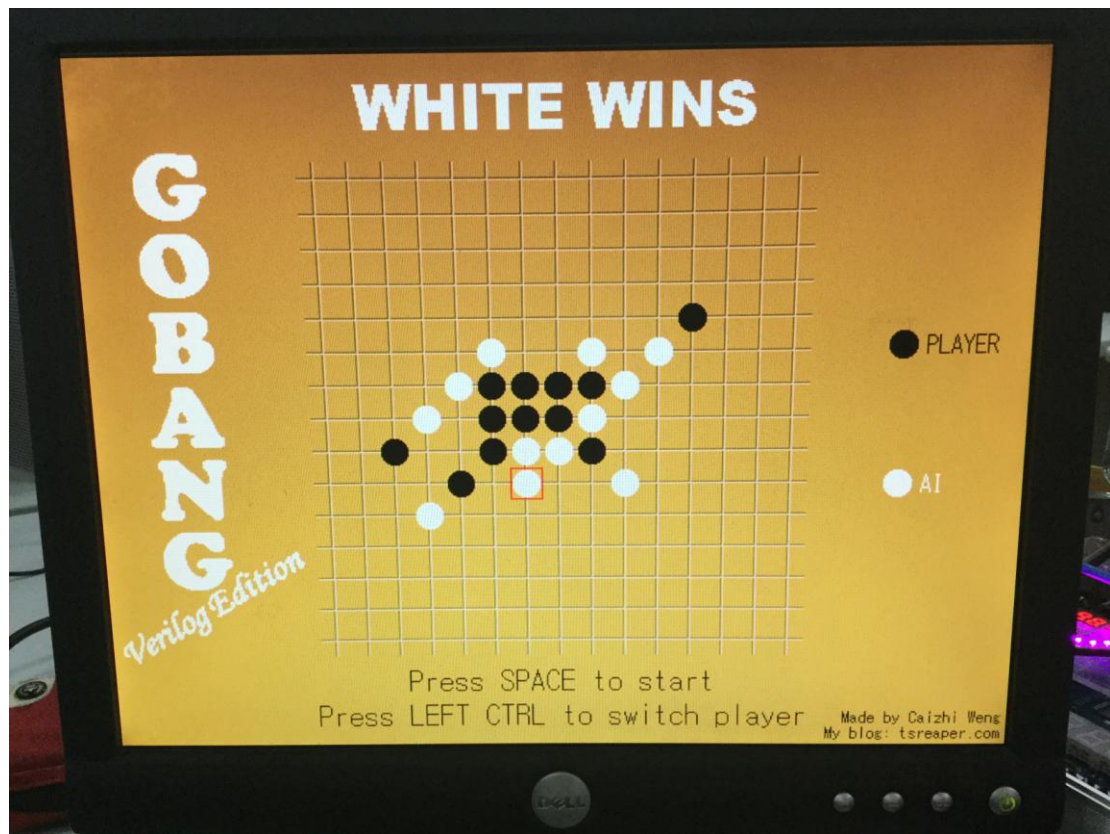 WHITE WINS
GOBANG
Verilog Edition
PLAYER
AI
Press SPACE to start
Press LEFT CTRL to switch player
Made by Caizhi Weng
My blog: tsreaper.com
DELL